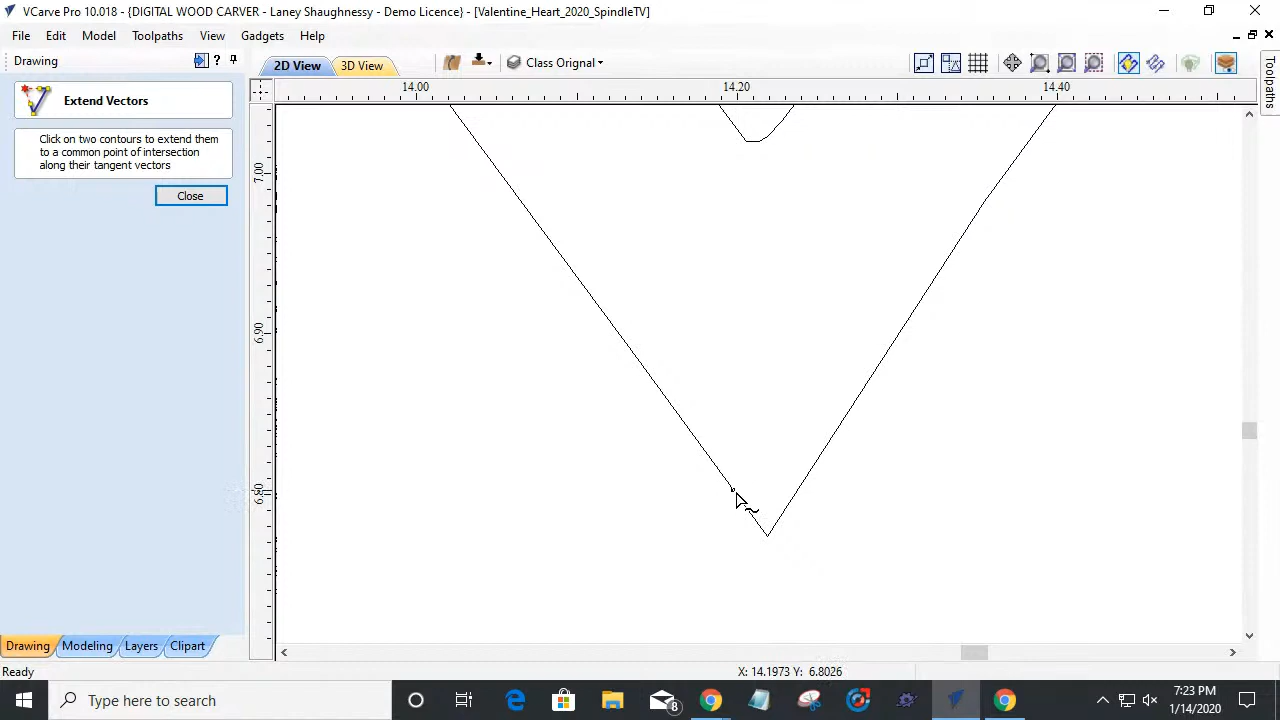 VCarve Pro 10.018 - {DIGITAL WOOD CARVER - Laney Shaughnessy - Demo Licence} - [Valentine_Heart_2020_SpindleTV]
File Edit Model Toolpaths View Gadgets Help
Drawing ?
2D View 3D View Class Orignal
Extend Vectors
Click on two contours to extend them
to a common point of intersection
along their tangent vectors
Close
14.00 14.20 14.40
7.00
6.90
6.80
Toolpaths
Drawing Modeling Layers Clipart
Ready X: 14.1973 Y: 6.8026
Type here to search
8
7:23 PM
1/14/2020